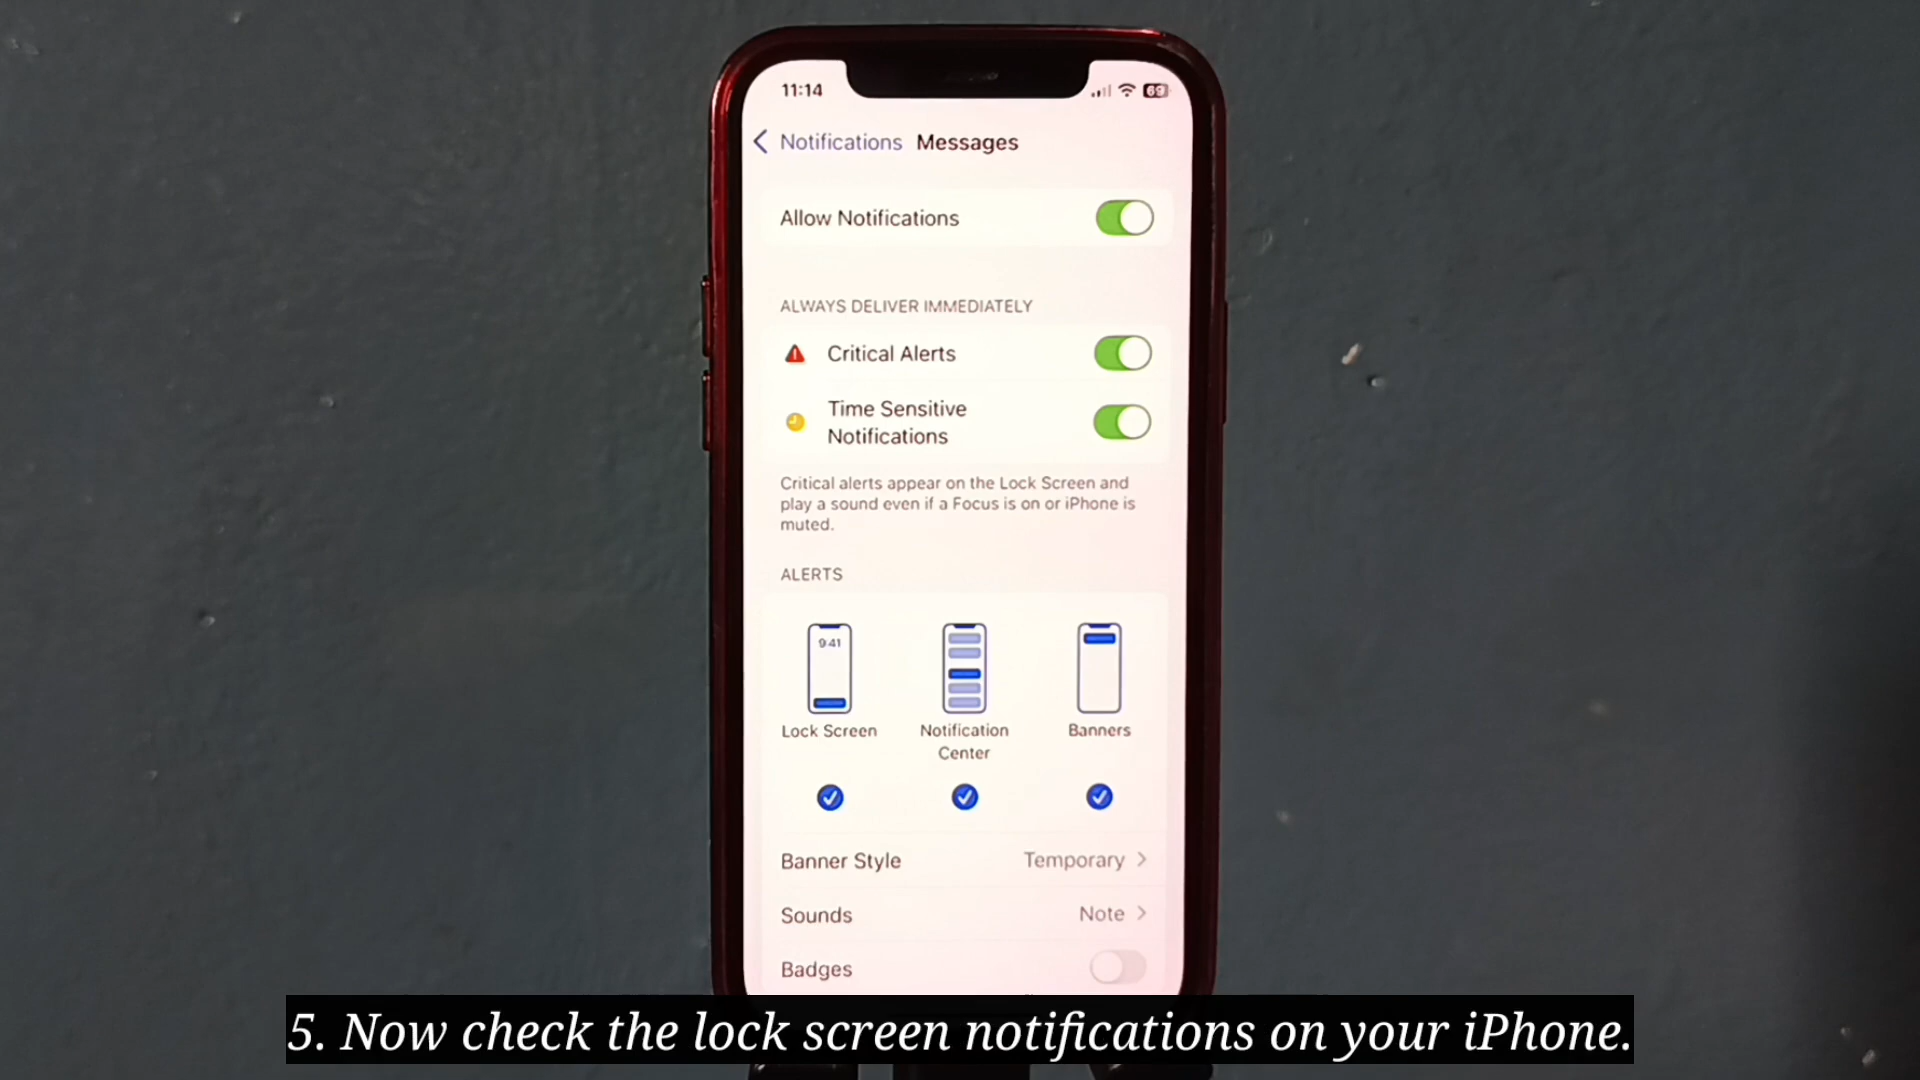 11:14
69
Notifications Messages
Allow Notifications
ALWAYS DELIVER IMMEDIATELY
Critical Alerts
Time Sensitive
Notifications
Critical alerts appear on the Lock Screen and
play a sound even if a Focus is on or iPhone is
muted.
ALERTS
9:41
Lock Screen
Notification
Center
Banners
Banner Style Temporary
Sounds Note
Badges
5. Now check the lock screen notifications on your iPhone.